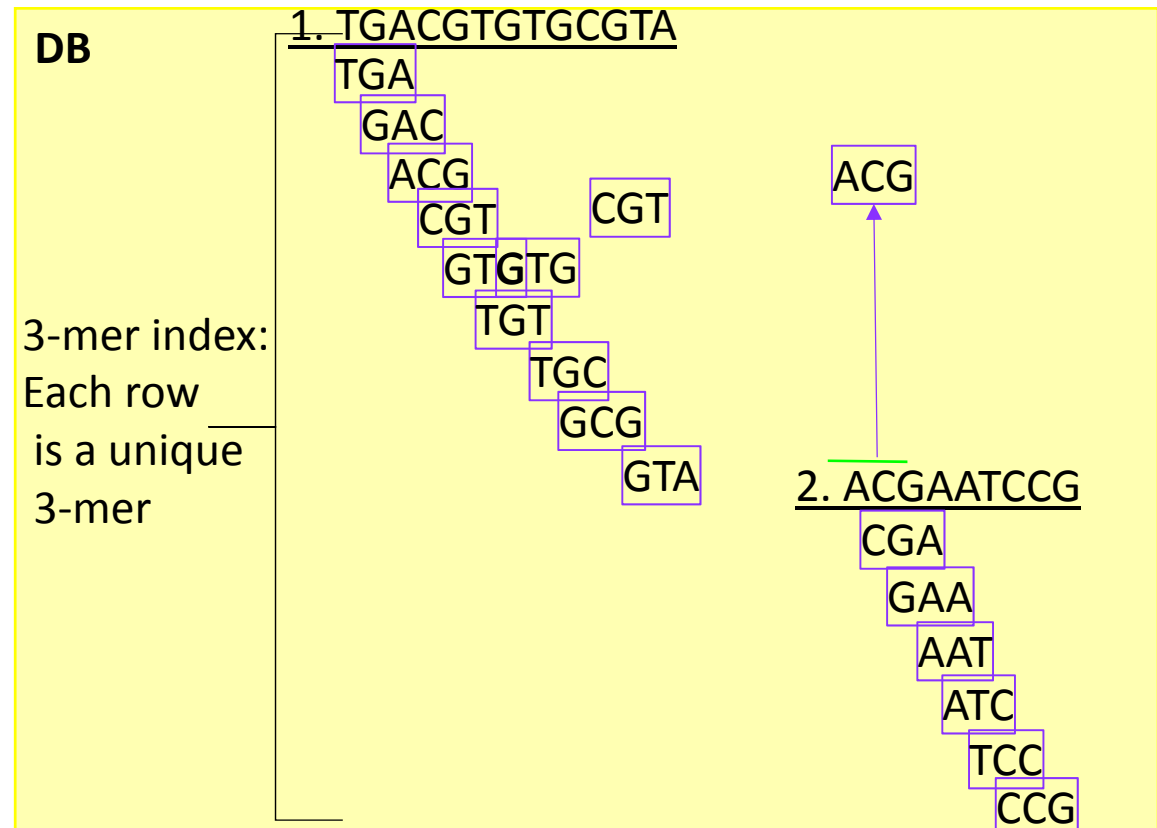 DB
1. TGACGTGTGCGTA
TGA
GAC
ACG
CGT
CGT
GTGTG
TGT
TGC
GCG
GTA
3-mer index:
Each row
is a unique
3-mer
ACG
2. ACGAATCCG
CGA
GAA
AAT
ATC
TCC
CCG